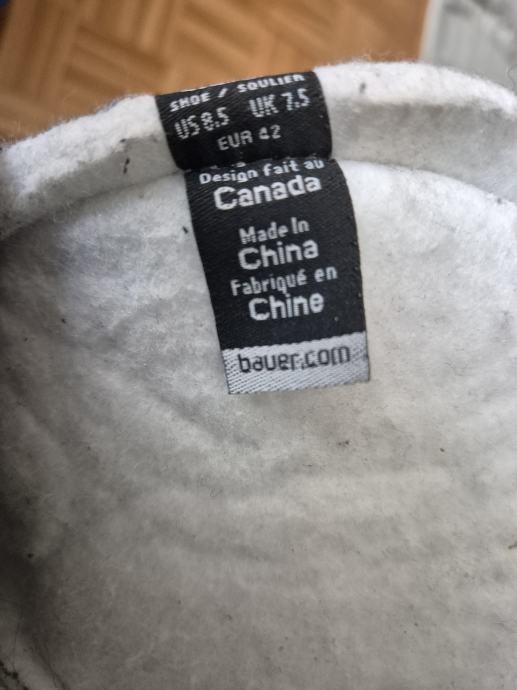 SHOE / SOULIER
US 8.5 UK 7.5
EUR 42
Design fait au
Canada
Made In
China
Fabriqué en
Chine
bauer.com